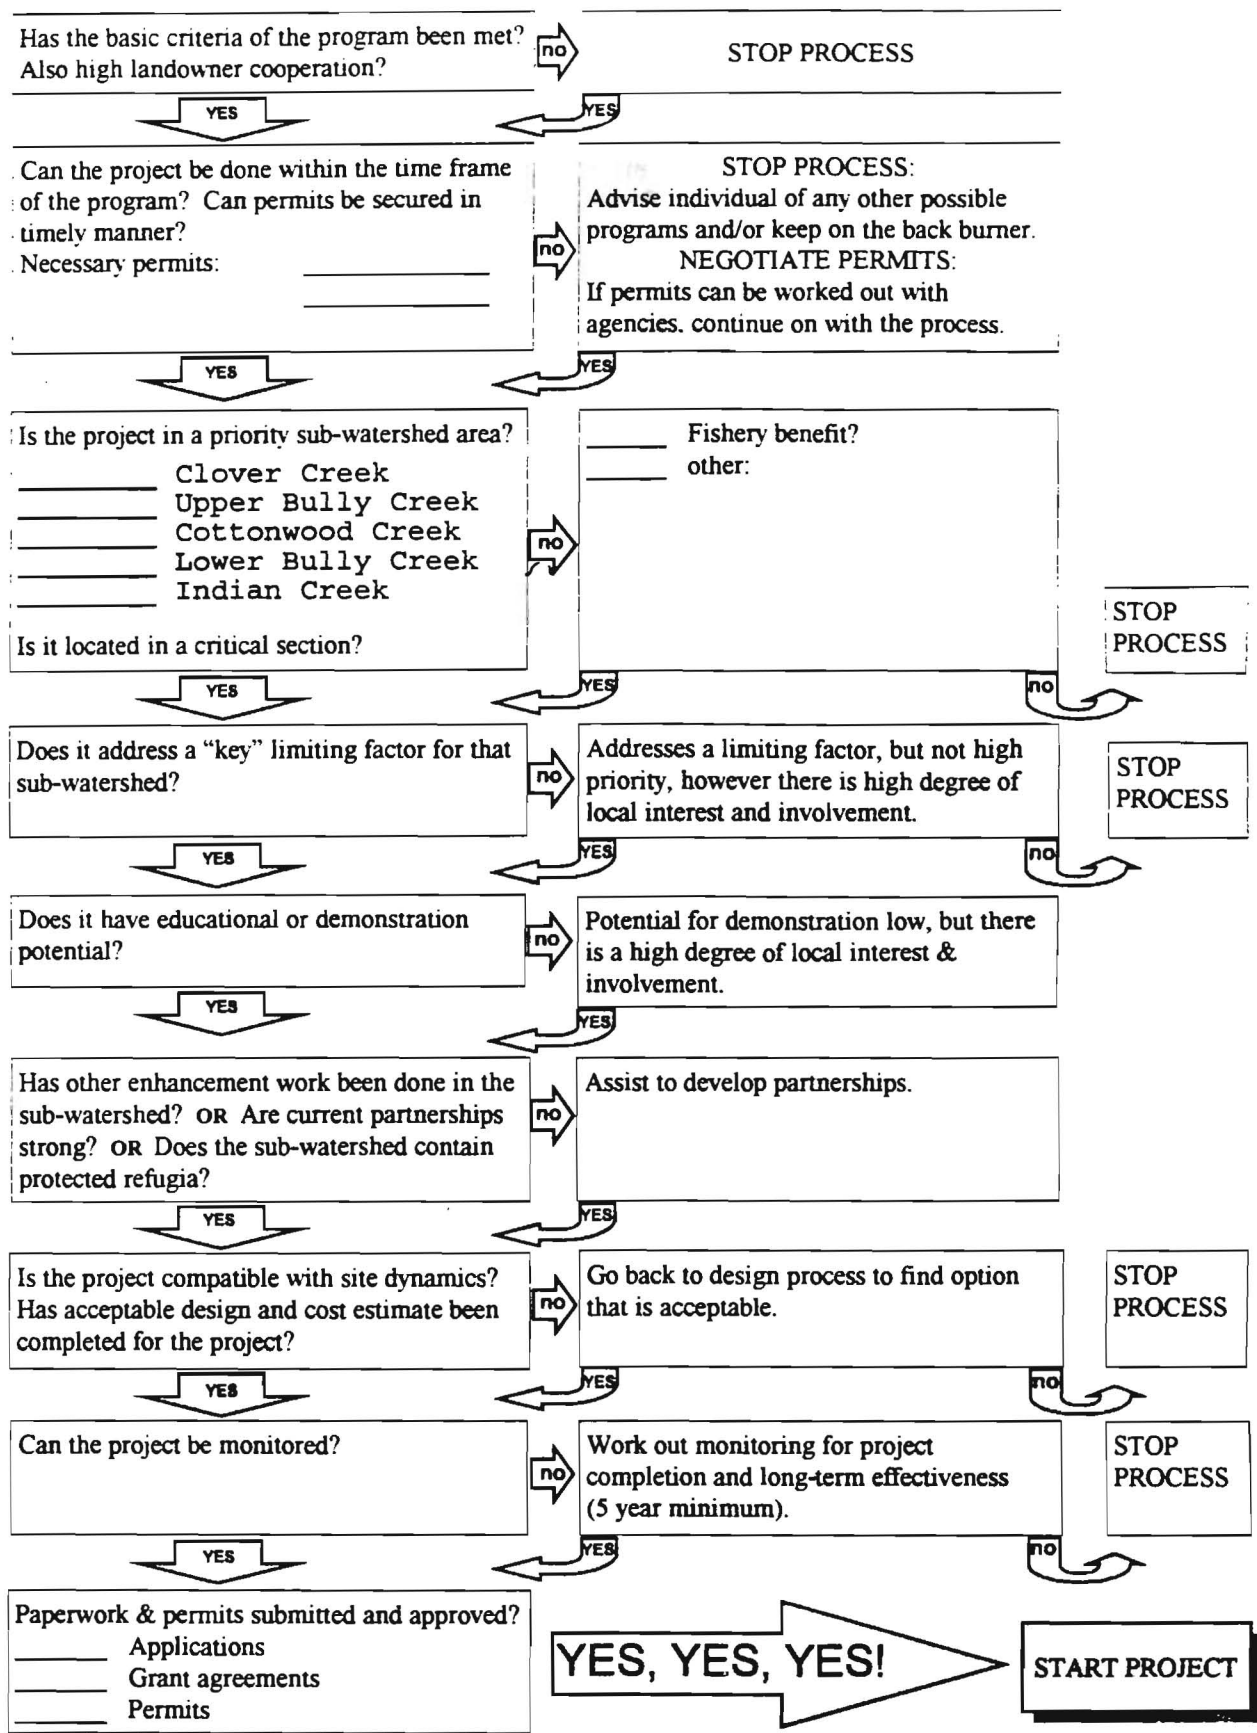 Has the basic criteria of the program been met?
Also high landowner cooperation?
no
STOP PROCESS
YES
YES
Can the project be done within the time frame
of the program? Can permits be secured in
timely manner?
Necessary permits:
no
STOP PROCESS:
Advise individual of any other possible
programs and/or keep on the back burner.
NEGOTIATE PERMITS:
If permits can be worked out with
agencies, continue on with the process.
YES
YES
Is the project in a priority sub-watershed area?
Clover Creek
Upper Bully Creek
Cottonwood Creek
Lower Bully Creek
Indian Creek
Is it located in a critical section?
no
Fishery benefit?
other:
STOP
PROCESS
YES
YES
no
Does it address a “key” limiting factor for that
sub-watershed?
no
Addresses a limiting factor, but not high
priority, however there is high degree of
local interest and involvement.
STOP
PROCESS
YES
YES
no
Does it have educational or demonstration
potential?
no
Potential for demonstration low, but there
is a high degree of local interest &
involvement.
YES
YES
Has other enhancement work been done in the
sub-watershed? OR Are current partnerships
strong? OR Does the sub-watershed contain
protected refugia?
no
Assist to develop partnerships.
YES
YES
Is the project compatible with site dynamics?
Has acceptable design and cost estimate been
completed for the project?
no
Go back to design process to find option
that is acceptable.
STOP
PROCESS
YES
YES
no
Can the project be monitored?
no
Work out monitoring for project
completion and long-term effectiveness
(5 year minimum).
STOP
PROCESS
YES
YES
no
Paperwork & permits submitted and approved?
Applications
Grant agreements
Permits
YES, YES, YES!
START PROJECT